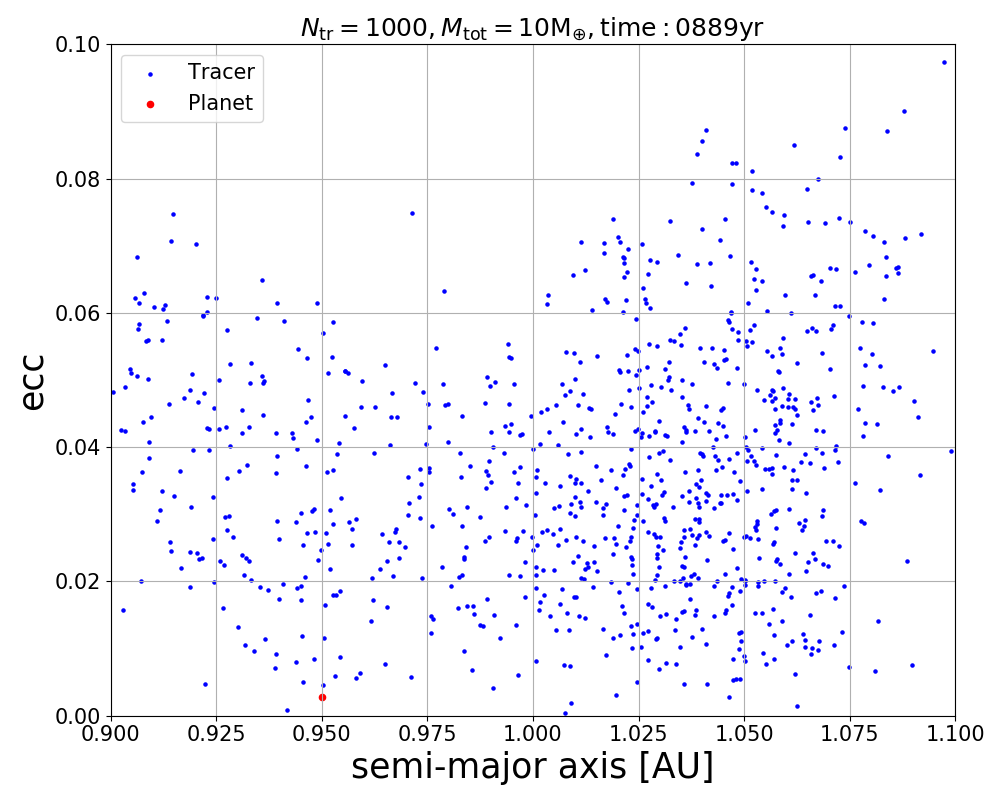 N_tr = 1000, M_tot = 10M_⊕, time : 0889yr
Tracer
Planet
ecc
0.10
0.08
0.06
0.04
0.02
0.00
0.900 0.925 0.950 0.975 1.000 1.025 1.050 1.075 1.100
semi-major axis [AU]